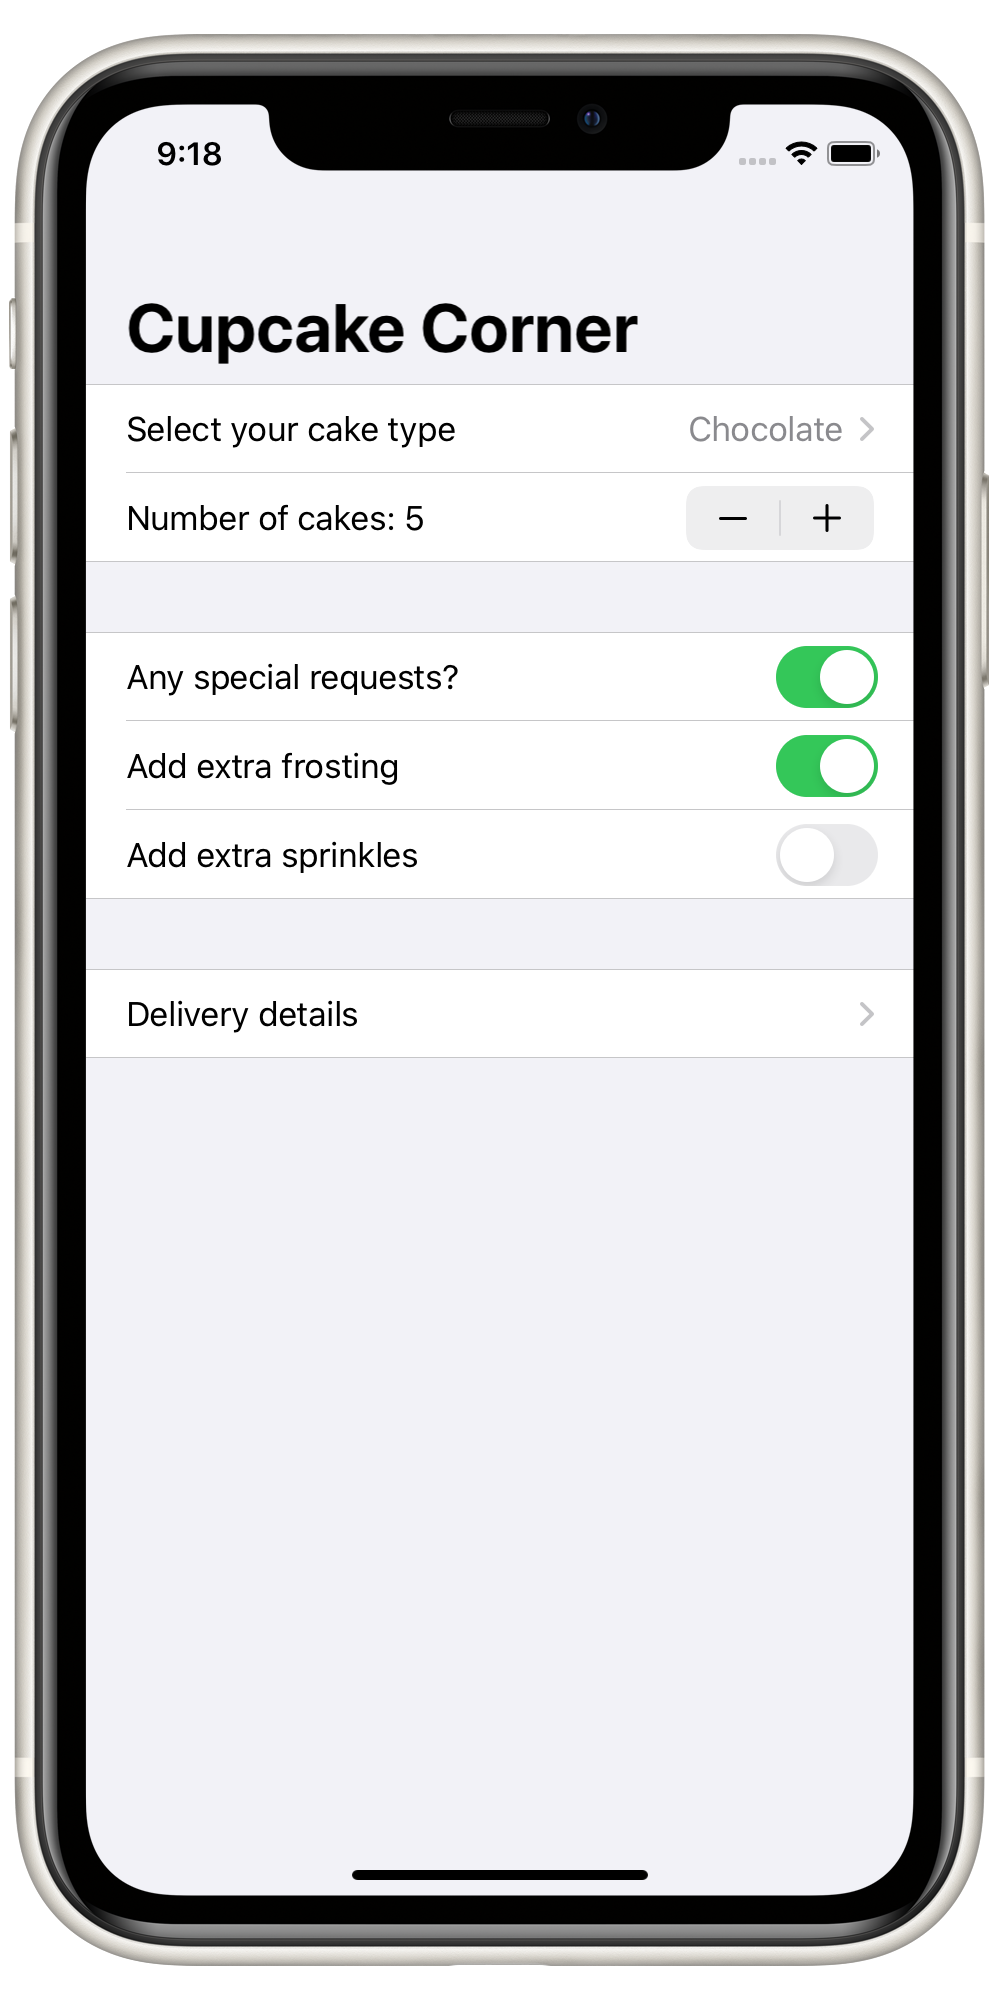 9:18
Cupcake Corner
Select your cake type Chocolate
Number of cakes: 5
Any special requests?
Add extra frosting
Add extra sprinkles
Delivery details